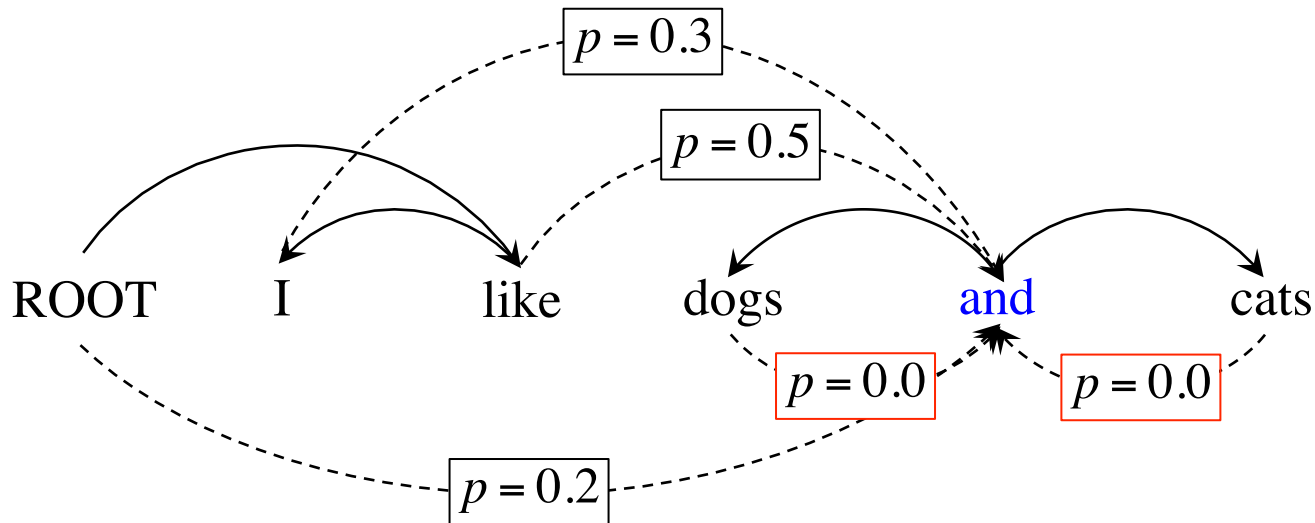 p = 0.3
p = 0.5
ROOT I like dogs and cats
p = 0.0 p = 0.0
p = 0.2